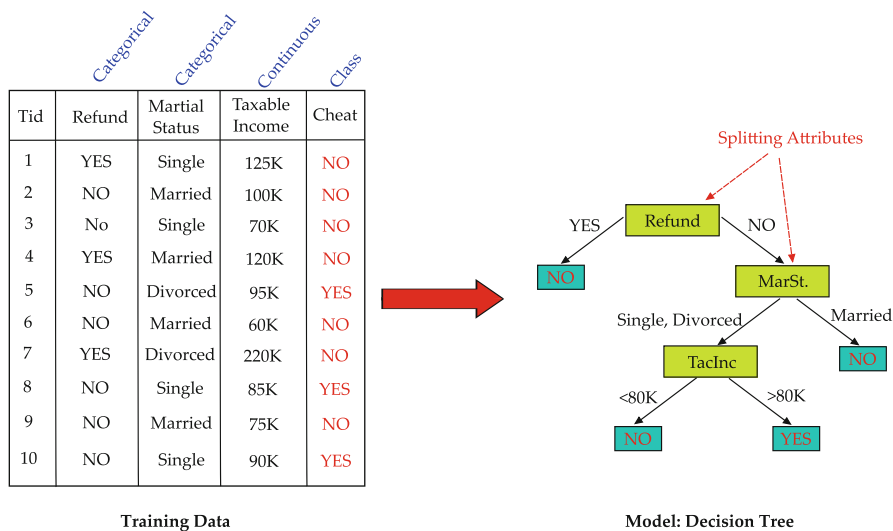 Categorical
Categorical
Continuous
Class
Tid Refund Martial Status Taxable Income Cheat
1 YES Single 125K NO
2 NO Married 100K NO
3 No Single 70K NO
4 YES Married 120K NO
5 NO Divorced 95K YES
6 NO Married 60K NO
7 YES Divorced 220K NO
8 NO Single 85K YES
9 NO Married 75K NO
10 NO Single 90K YES
Training Data
Splitting Attributes
Refund
YES NO
NO
MarSt.
Single, Divorced Married
TacInc
NO
<80K >80K
NO YES
Model: Decision Tree